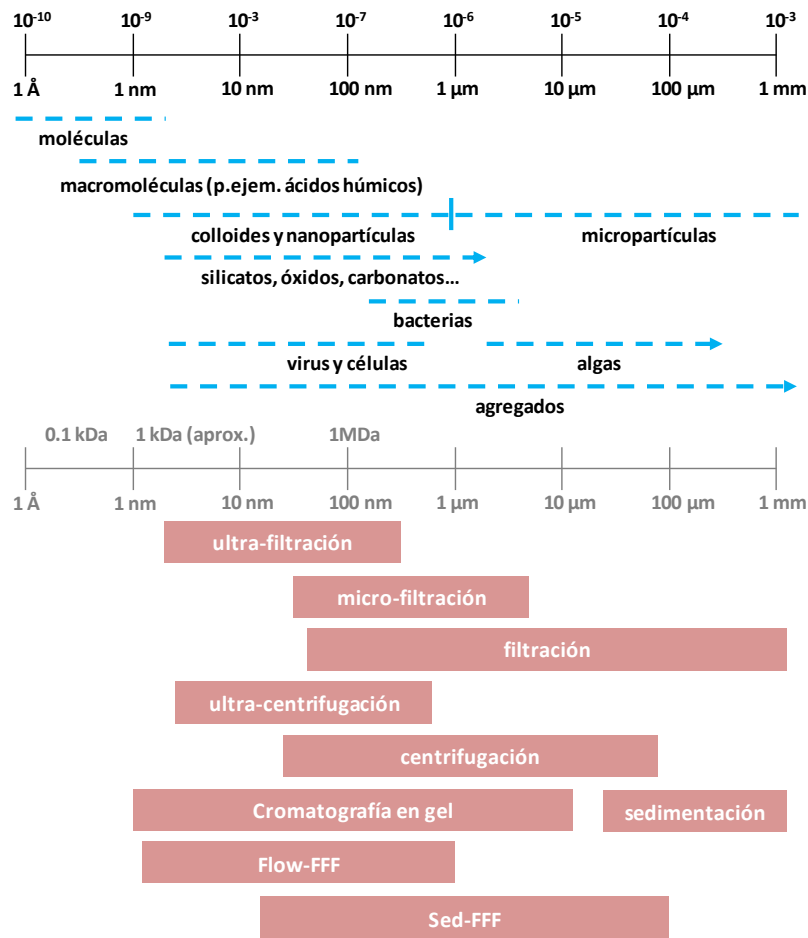 10⁻¹⁰ 10⁻⁹ 10⁻³ 10⁻⁷ 10⁻⁶ 10⁻⁵ 10⁻⁴ 10⁻³
1 Å 1 nm 10 nm 100 nm 1 µm 10 µm 100 µm 1 mm
moléculas
macromoléculas (p.ejem. ácidos húmicos)
colloides y nanopartículas micropartículas
silicatos, óxidos, carbonatos...
bacterias
virus y células algas
agregados
0.1 kDa 1 kDa (aprox.) 1MDa
1 Å 1 nm 10 nm 100 nm 1 µm 10 µm 100 µm 1 mm
ultra-filtración
micro-filtración
filtración
ultra-centrifugación
centrifugación
Cromatografía en gel sedimentación
Flow-FFF
Sed-FFF